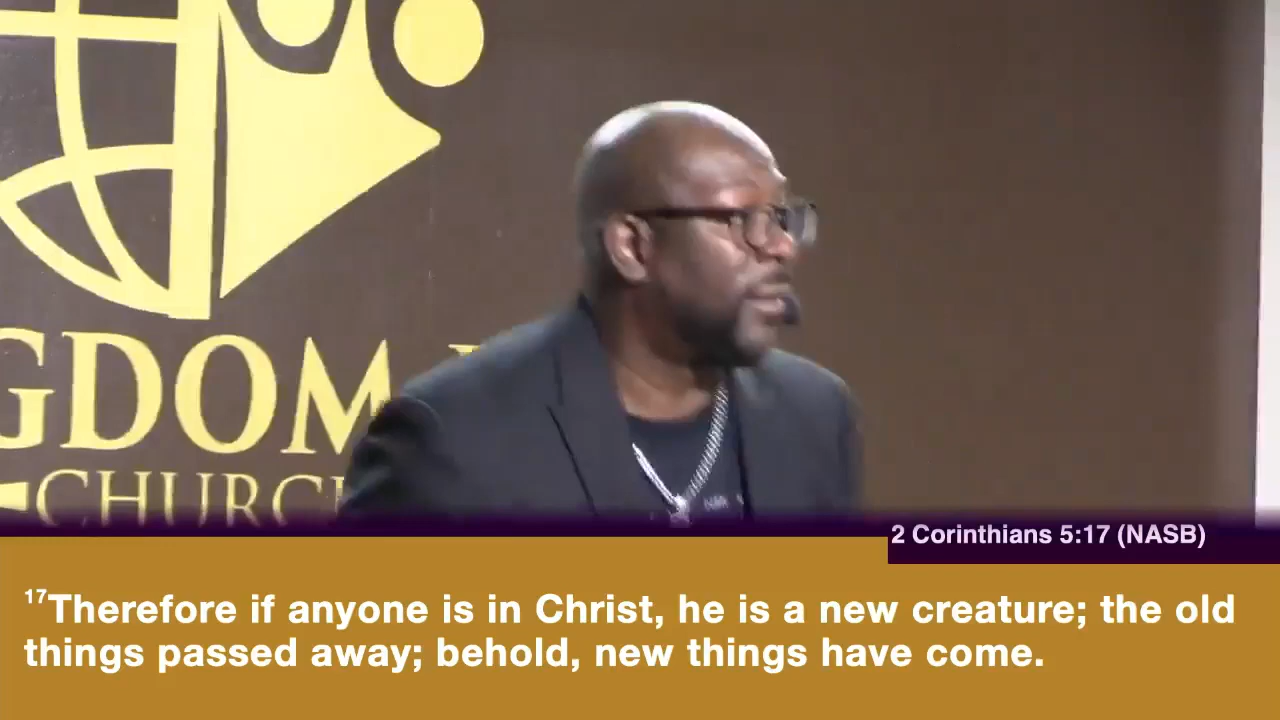 GDOM
CHURC
2 Corinthians 5:17 (NASB)
17Therefore if anyone is in Christ, he is a new creature; the old
things passed away; behold, new things have come.